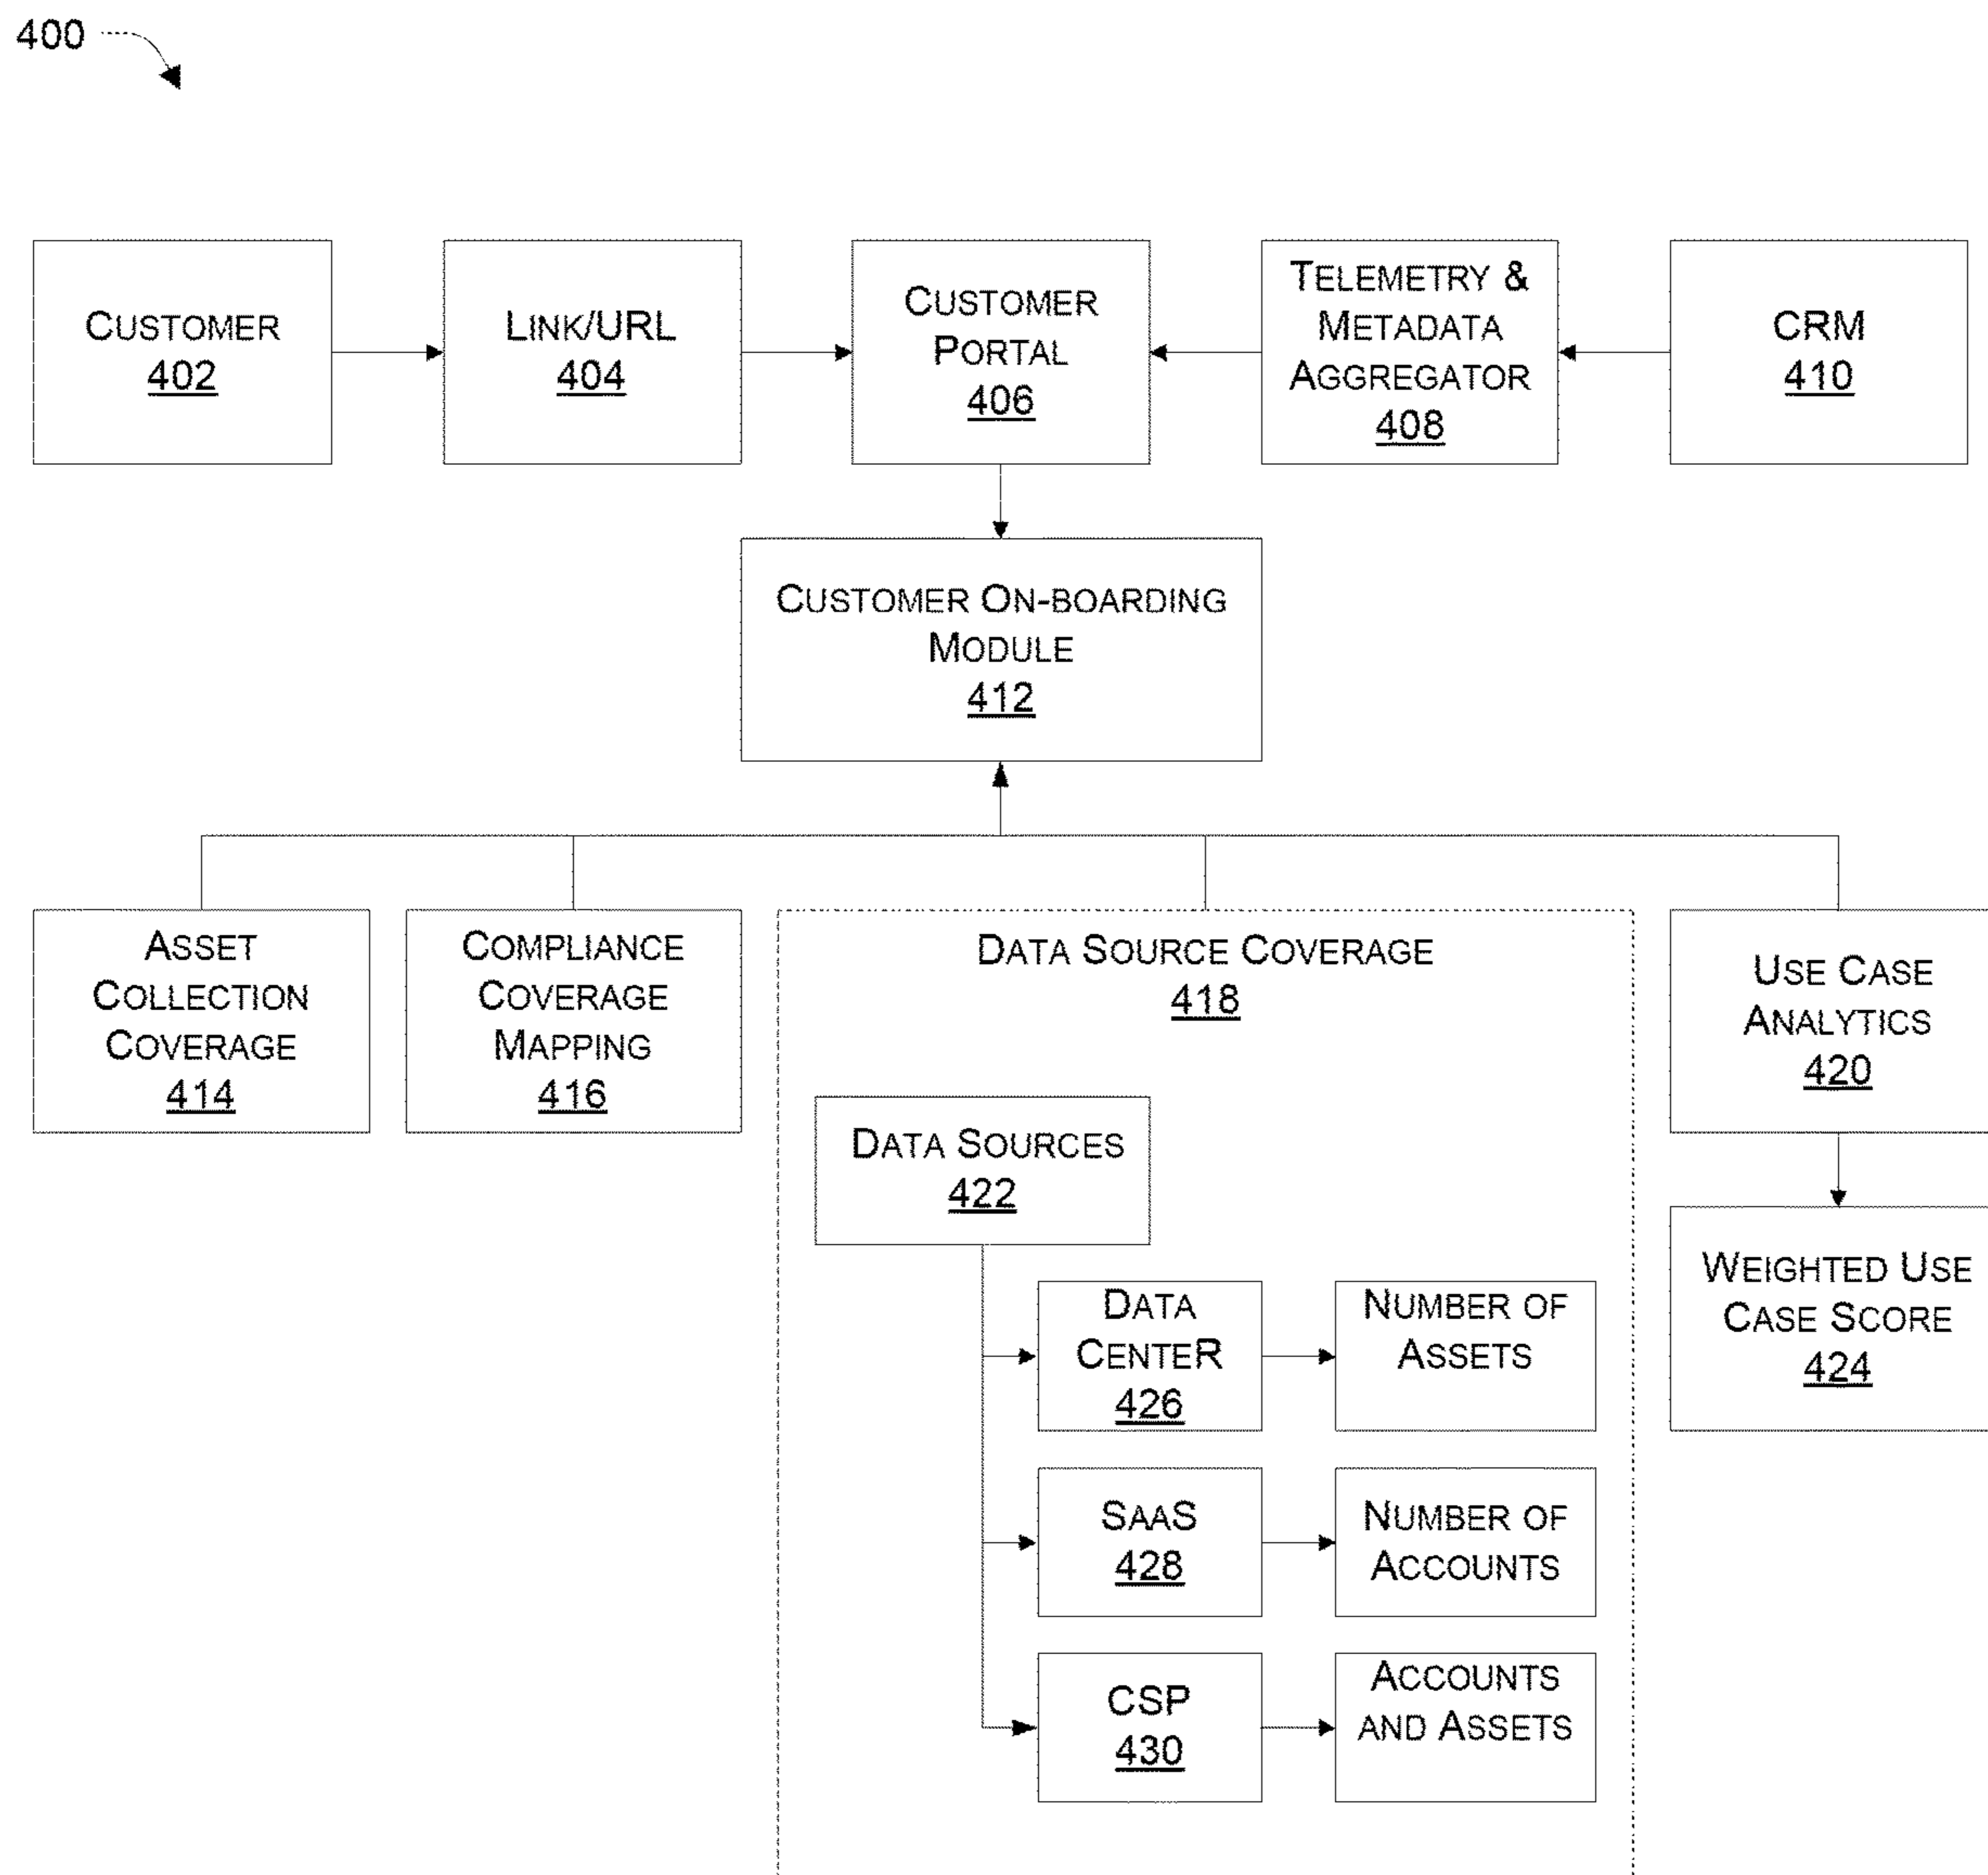 400
CUSTOMER
402
LINK/URL
404
CUSTOMER
PORTAL
406
TELEMETRY &
METADATA
AGGREGATOR
408
CRM
410
CUSTOMER ON-BOARDING
MODULE
412
ASSET
COLLECTION
COVERAGE
414
COMPLIANCE
COVERAGE
MAPPING
416
DATA SOURCE COVERAGE
418
USE CASE
ANALYTICS
420
DATA SOURCES
422
WEIGHTED USE
CASE SCORE
424
DATA
CENTER
426
NUMBER OF
ASSETS
SAAS
428
NUMBER OF
ACCOUNTS
CSP
430
ACCOUNTS
AND ASSETS